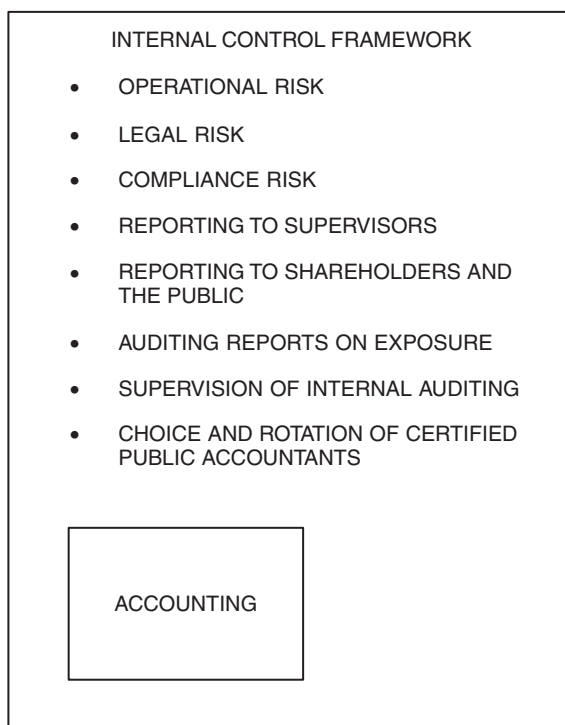 INTERNAL CONTROL FRAMEWORK
• OPERATIONAL RISK
• LEGAL RISK
• COMPLIANCE RISK
• REPORTING TO SUPERVISORS
• REPORTING TO SHAREHOLDERS AND
THE PUBLIC
• AUDITING REPORTS ON EXPOSURE
• SUPERVISION OF INTERNAL AUDITING
• CHOICE AND ROTATION OF CERTIFIED
PUBLIC ACCOUNTANTS
ACCOUNTING